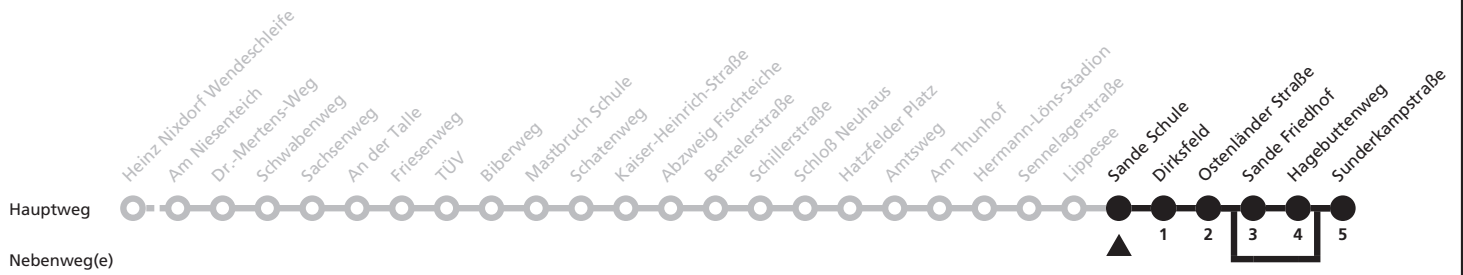 Heinz Nixdorf Wendeschleife
Am Niesenteich
Dr.-Mertens-Weg
Schwabenweg
Sachsenweg
An der Talle
Friesenweg
TÜV
Biberweg
Mastbruch Schule
Schatenweg
Kaiser-Heinrich-Straße
Abzweig Fischteiche
Bentelerstraße
Schillerstraße
Schloß Neuhaus
Hatzfelder Platz
Amtsweg
Am Thunhof
Hermann-Löns-Stadion
Sennelagerstraße
Lippesee
Sande Schule
Dirksfeld
Ostenländer Straße
Sande Friedhof
Hagebuttenweg
Sunderkampstraße
Hauptweg
1 2 3 4 5
Nebenweg(e)